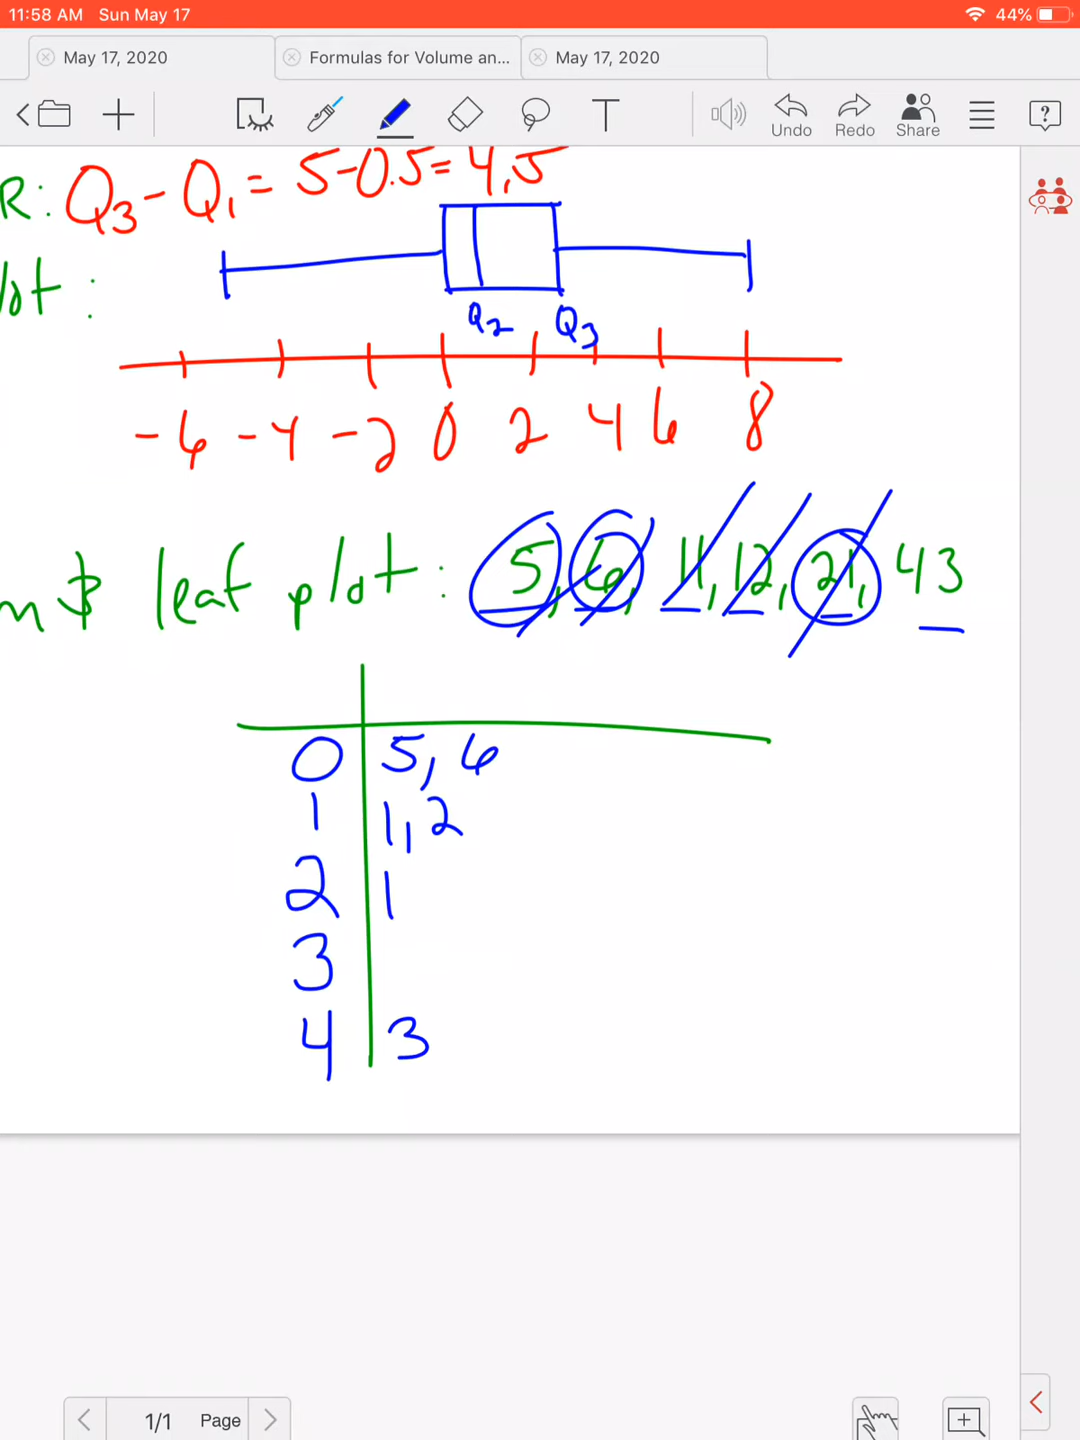 11:58 AM Sun May 17 44%
May 17, 2020 Formulas for Volume an... May 17, 2020
T Undo Redo Share ?
R: Q3 - Q1 = 5-0.5= 4.5
lot :
Q2 Q3
-6 -4 -2 0 2 4 6 8
m & leaf plot : 5, 6, 11, 12, 21, 43
0 5, 6
1 1, 2
2 1
3
4 3
1/1 Page